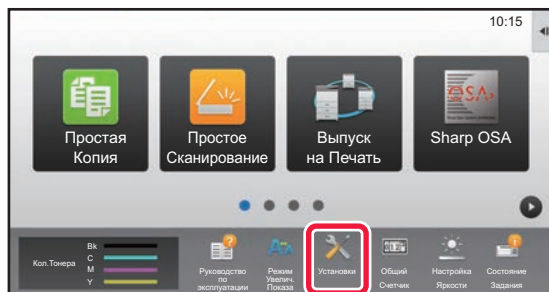 10:15
Простая
Копия
Простое
Сканирование
Выпуск
на Печать
OSA
Sharp OSA
Кол.Тонера
Bk
C
M
Y
Руководство
по
эксплуатации
Режим
Увелич.
Показа
Установки
Общий
Счетчик
Настройка
Яркости
Состояние
Задания